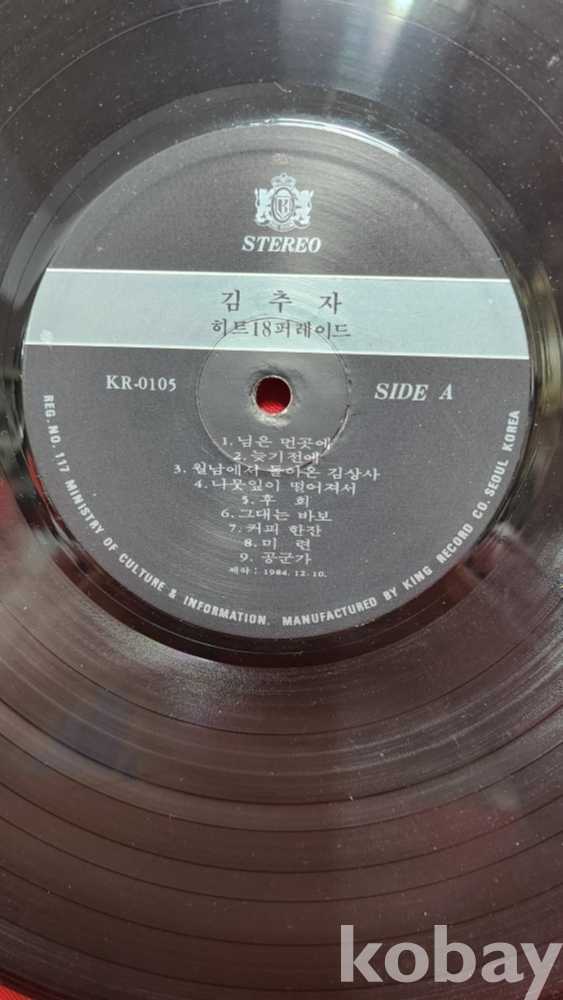 STEREO
김 추 자
히트18퍼레이드
KR-0105
SIDE A
1. 님은 먼곳에
2. 늦기전에
3. 월남에서 돌아온 김상사
4. 나뭇잎이 떨어져서
5. 후 회
6. 그대는 바보
7. 커피 한잔
8. 미 련
9. 공군가
제작 : 1984. 12. 10.
REG. NO. 117 MINISTRY OF CULTURE & INFORMATION. MANUFACTURED BY KING RECORD CO. SEOUL KOREA
kobay